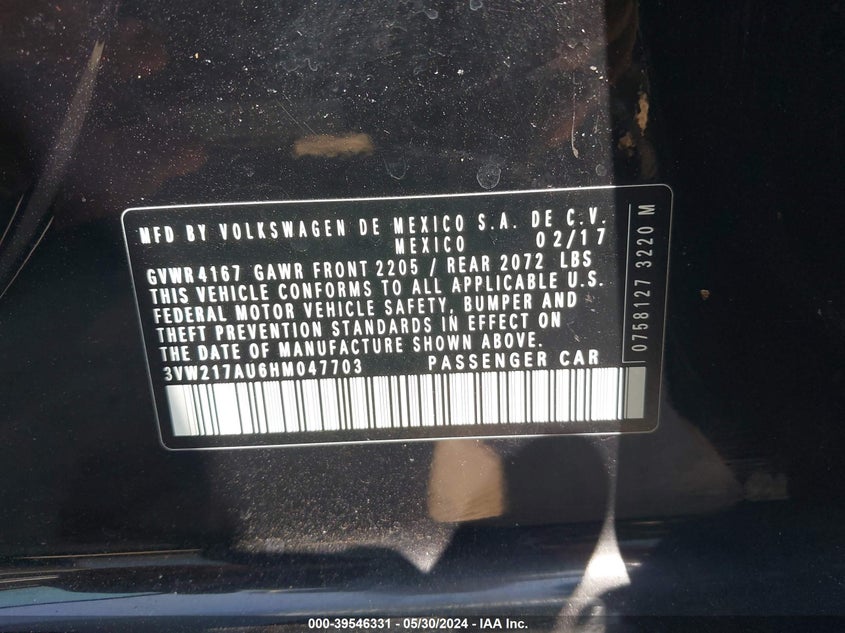 MFD BY VOLKSWAGEN DE MEXICO S.A. DE C.V.
MEXICO 02/17
GVWR4167 GAWR FRONT 2205 / REAR 2072 LBS
THIS VEHICLE CONFORMS TO ALL APPLICABLE U.S.
FEDERAL MOTOR VEHICLE SAFETY, BUMPER AND
THEFT PREVENTION STANDARDS IN EFFECT ON
THE DATE OF MANUFACTURE SHOWN ABOVE.
3VW217AU6HM047703 PASSENGER CAR
0758127 3220 M
000-39546331 - 05/30/2024 - IAA Inc.